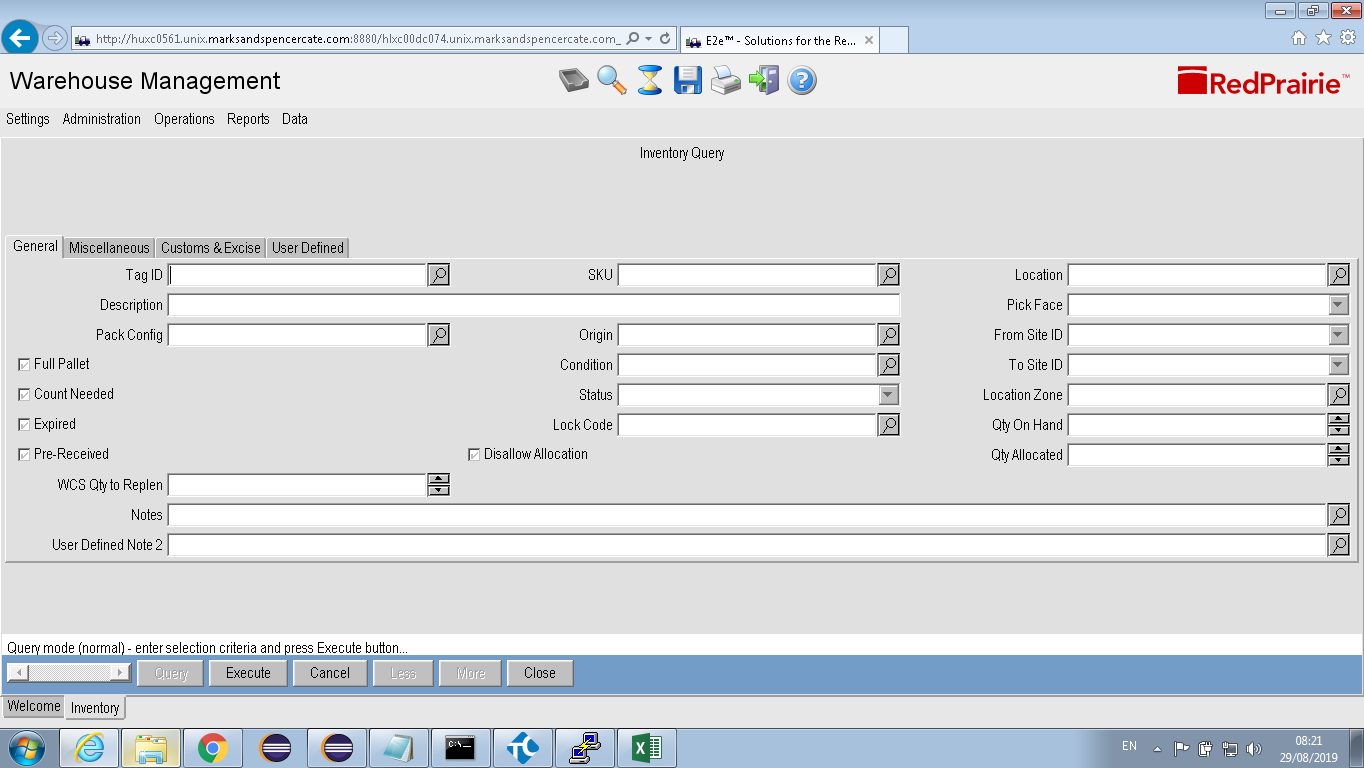 http://huxc0561.unix.marksandspencercate.com:8880/hlxc00dc074.unix.marksandspencercate.com_
E2e™ - Solutions for the Re...
Warehouse Management
RedPrairie™
Settings Administration Operations Reports Data
Inventory Query
General Miscellaneous Customs & Excise User Defined
Tag ID SKU Location
Description Pick Face
Pack Config Origin From Site ID
Full Pallet Condition To Site ID
Count Needed Status Location Zone
Expired Lock Code Qty On Hand
Pre-Received Disallow Allocation Qty Allocated
WCS Qty to Replen
Notes
User Defined Note 2
Query mode (normal) - enter selection criteria and press Execute button...
Query Execute Cancel Less More Close
Welcome Inventory
EN 08:21
29/08/2019